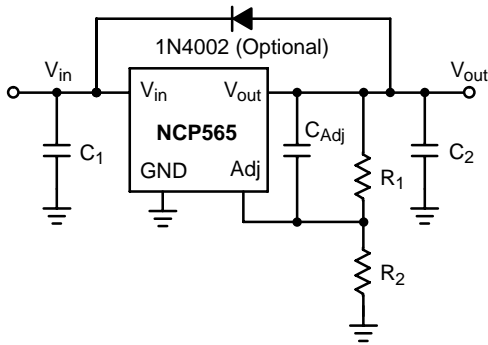 1N4002 (Optional)
Vin
Vout
Vin
Vout
NCP565
GND
Adj
C1
CAdj
R1
C2
R2